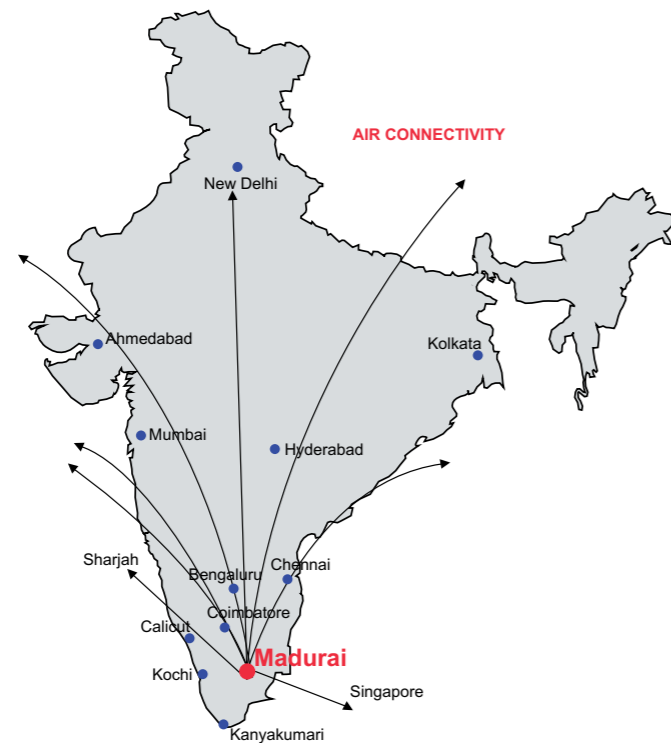 AIR CONNECTIVITY
New Delhi
Ahmedabad
Kolkata
Mumbai
Hyderabad
Sharjah
Bengaluru
Chennai
Coimbatore
Calicut
Madurai
Kochi
Singapore
Kanyakumari